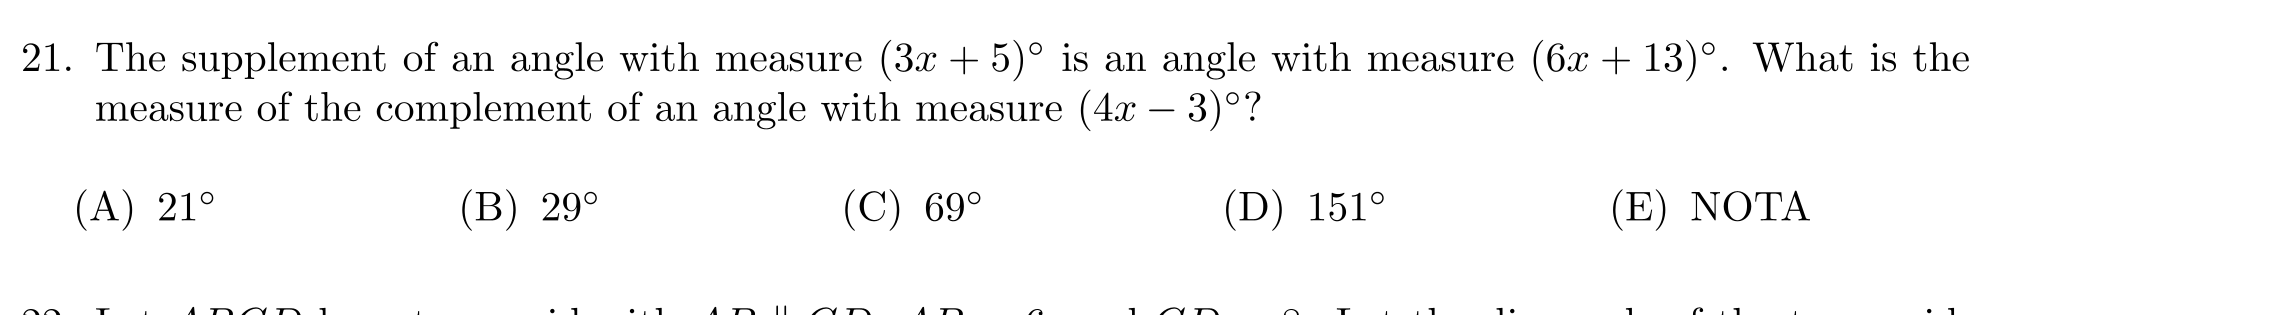 21. The supplement of an angle with measure (3x + 5)° is an angle with measure (6x + 13)°. What is the
measure of the complement of an angle with measure (4x − 3)°?
(A) 21° (B) 29° (C) 69° (D) 151° (E) NOTA